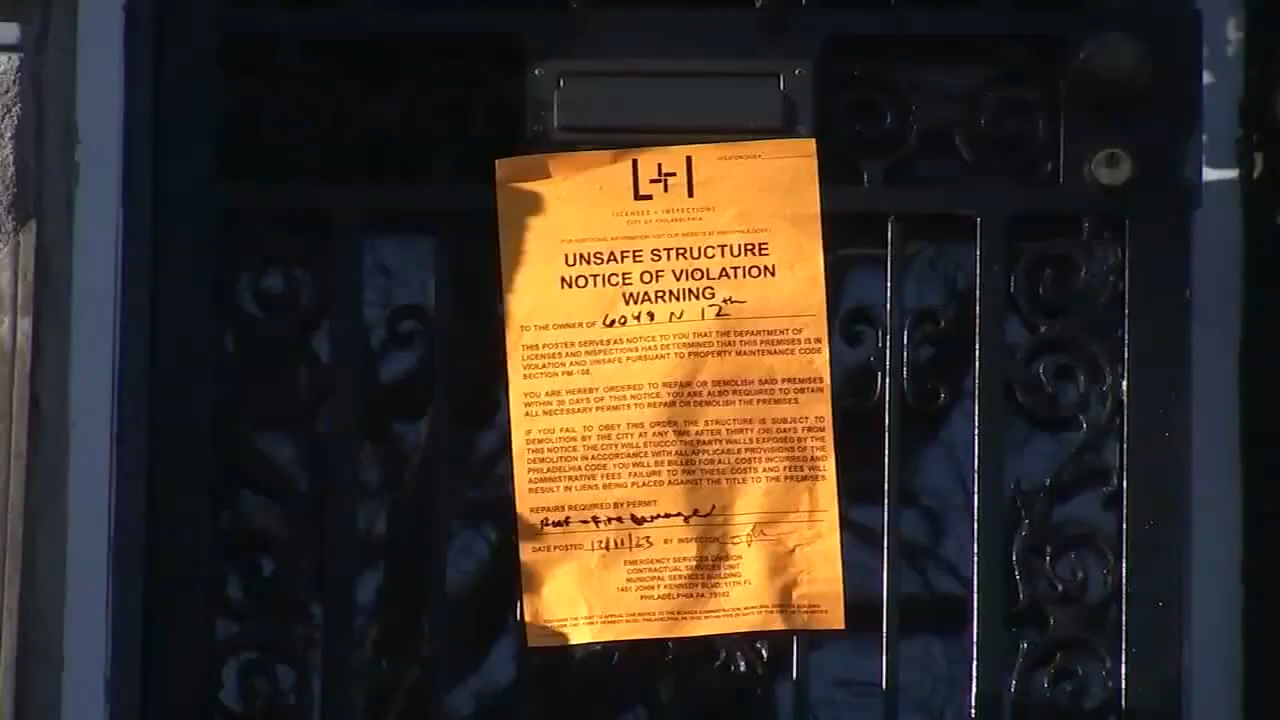 L+I
LICENSES + INSPECTIONS
CITY OF PHILADELPHIA
UNSAFE STRUCTURE
NOTICE OF VIOLATION
WARNING
TO THE OWNER OF 6048 N 12th
THIS POSTER SERVES AS NOTICE TO YOU THAT THE DEPARTMENT OF
LICENSES AND INSPECTIONS HAS DETERMINED THAT THIS PREMISES IS IN
VIOLATION AND UNSAFE PURSUANT TO PROPERTY MAINTENANCE CODE
SECTION PM-108.
YOU ARE HEREBY ORDERED TO REPAIR OR DEMOLISH SAID PREMISES
WITHIN 30 DAYS OF THIS NOTICE. YOU ARE ALSO REQUIRED TO OBTAIN
ALL NECESSARY PERMITS TO REPAIR OR DEMOLISH THE PREMISES.
IF YOU FAIL TO OBEY THIS ORDER THE STRUCTURE IS SUBJECT TO
DEMOLITION BY THE CITY AT ANY TIME AFTER THIRTY (30) DAYS FROM
THIS NOTICE. THE CITY WILL STUCCO THE PARTY WALLS EXPOSED BY THE
DEMOLITION IN ACCORDANCE WITH ALL APPLICABLE PROVISIONS OF THE
PHILADELHIA CODE. YOU WILL BE BILLED FOR ALL COSTS INCURRED AND
ADMINISTRATIVE FEES. FAILURE TO PAY THESE COSTS AND FEES WILL
RESULT IN LIENS BEING PLACED AGAINST THE TITLE TO THE PREMISES
REPAIRS REQUIRED BY PERMIT:
Roof - Fire Damaged
DATE POSTED 12/11/23 BY INSPECTOR
EMERGENCY SERVICES DIVISION
CONTRACTUAL SERVICES UNIT
MUNICIPAL SERVICES BUILDING
1401 JOHN F KENNEDY BLVD, 11TH FL
PHILADELPHIA PA, 19102